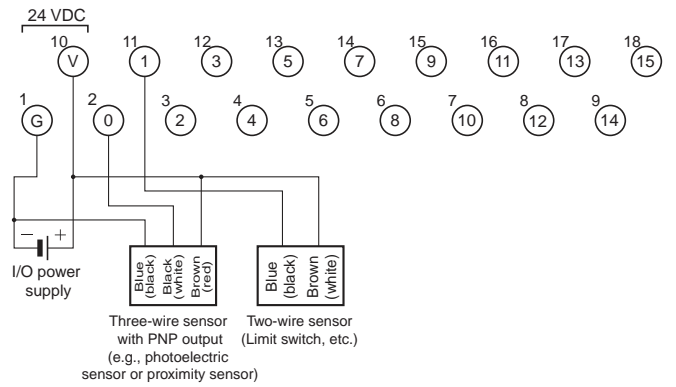 24 VDC
10 11 12 13 14 15 16 17 18
V 1 3 5 7 9 11 13 15
1 2 3 4 5 6 7 8 9
G 0 2 4 6 8 10 12 14
− +
I/O power
supply
Blue
(black)
Black
(white)
Brown
(red)
Blue
(black)
Brown
(white)
Three-wire sensor
with PNP output
(e.g., photoelectric
sensor or proximity sensor)
Two-wire sensor
(Limit switch, etc.)